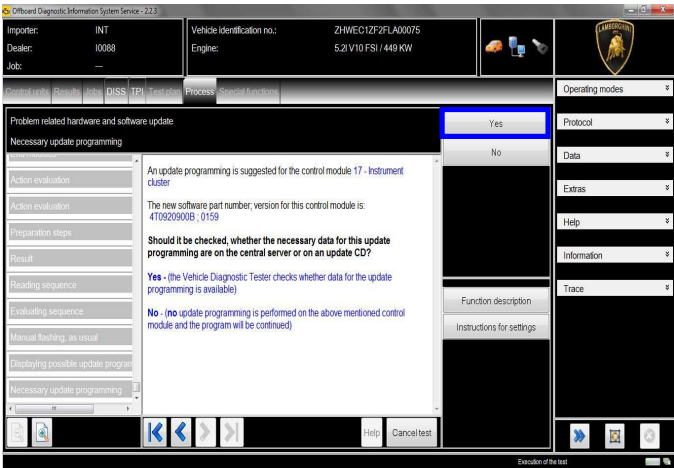 Offboard Diagnostic Information System Service - 2.2.3
Importer: INT
Dealer: I0088
Job: ---
Vehicle identification no.: ZHWEC1ZF2FLA00075
Engine: 5.2l V10 FSI / 449 KW
LAMBORGHINI
Control units Results Jobs DISS TPI Test plan Process Special functions
Problem related hardware and software update
Necessary update programming
Action evaluation
Action evaluation
Preparation steps
Result
Reading sequence
Evaluating sequence
Manual flashing, as usual
Displaying possible update program
Necessary update programming
An update programming is suggested for the control module 17 - Instrument
cluster
The new software part number; version for this control module is:
4T0920900B ; 0159
Should it be checked, whether the necessary data for this update
programming are on the central server or on an update CD?
Yes - (the Vehicle Diagnostic Tester checks whether data for the update
programming is available)
No - (no update programming is performed on the above mentioned control
module and the program will be continued)
Yes
No
Function description
Instructions for settings
Help
Cancel test
Operating modes
Protocol
Data
Extras
Help
Information
Trace
Execution of the test